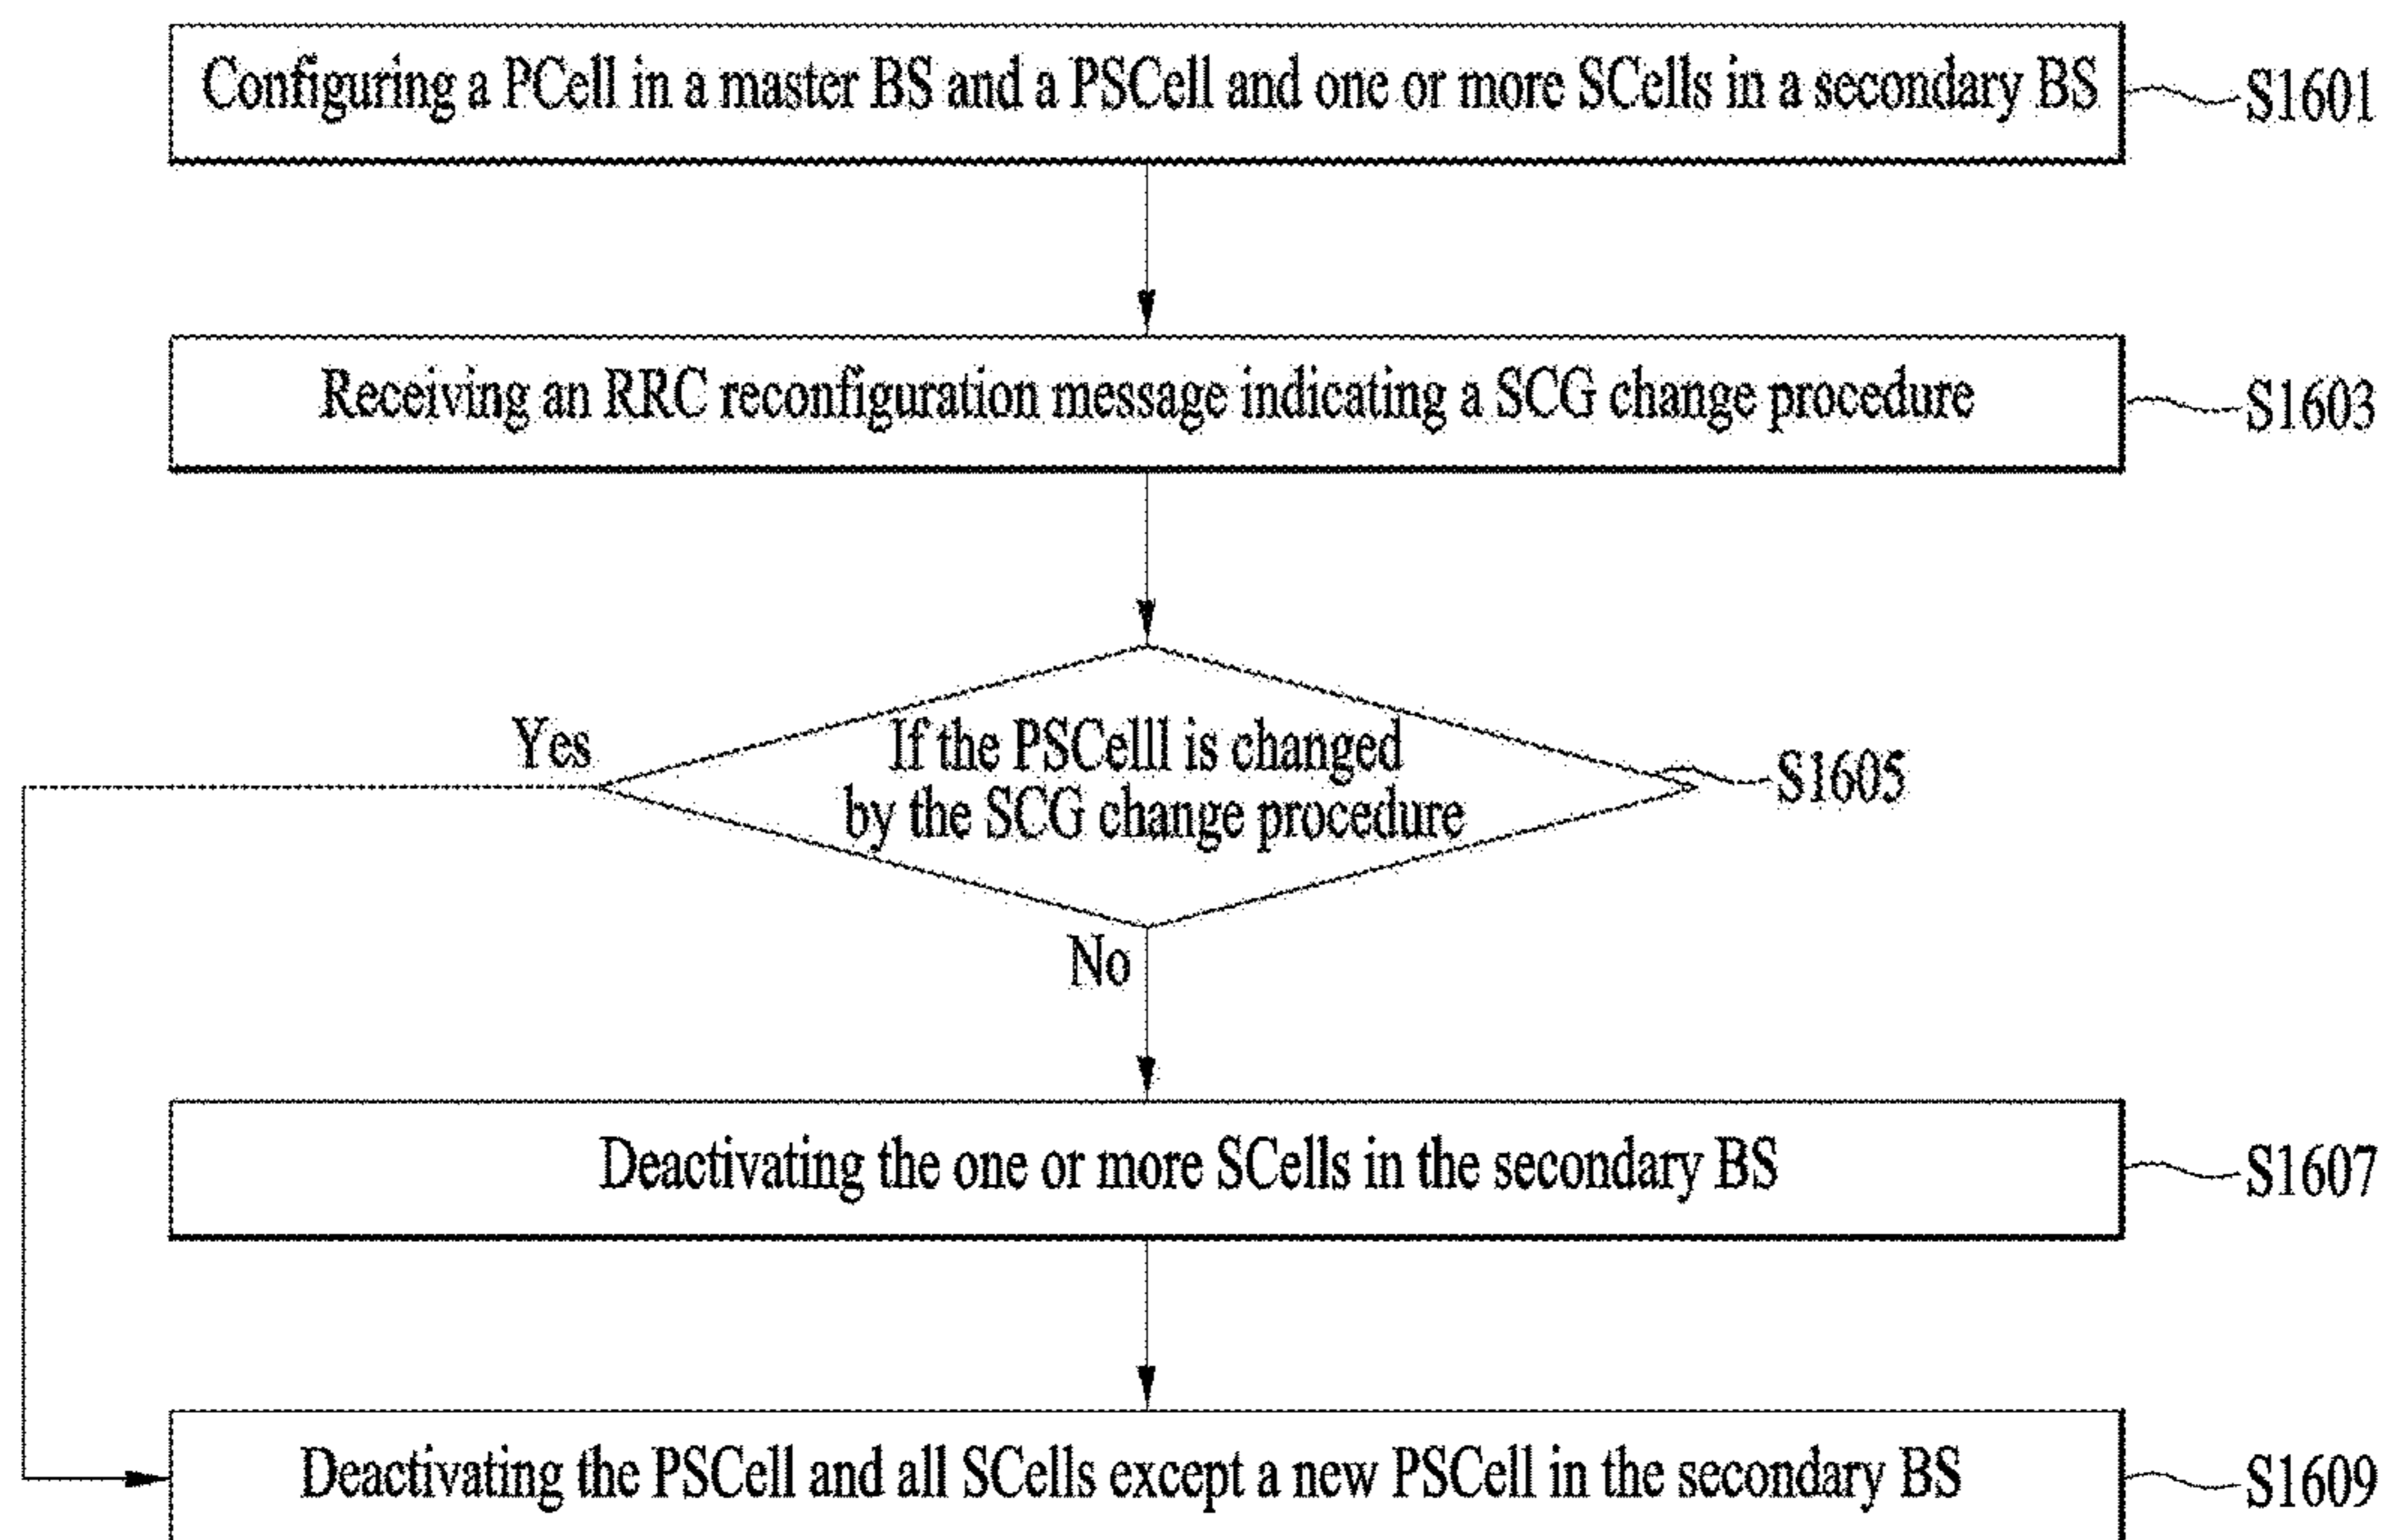 Configuring a PCell in a master BS and a PSCell and one or more SCells in a secondary BS
S1601
Receiving an RRC reconfiguration message indicating a SCG change procedure
S1603
Yes
If the PSCelll is changed
by the SCG change procedure
S1605
No
Deactivating the one or more SCells in the secondary BS
S1607
Deactivating the PSCell and all SCells except a new PSCell in the secondary BS
S1609